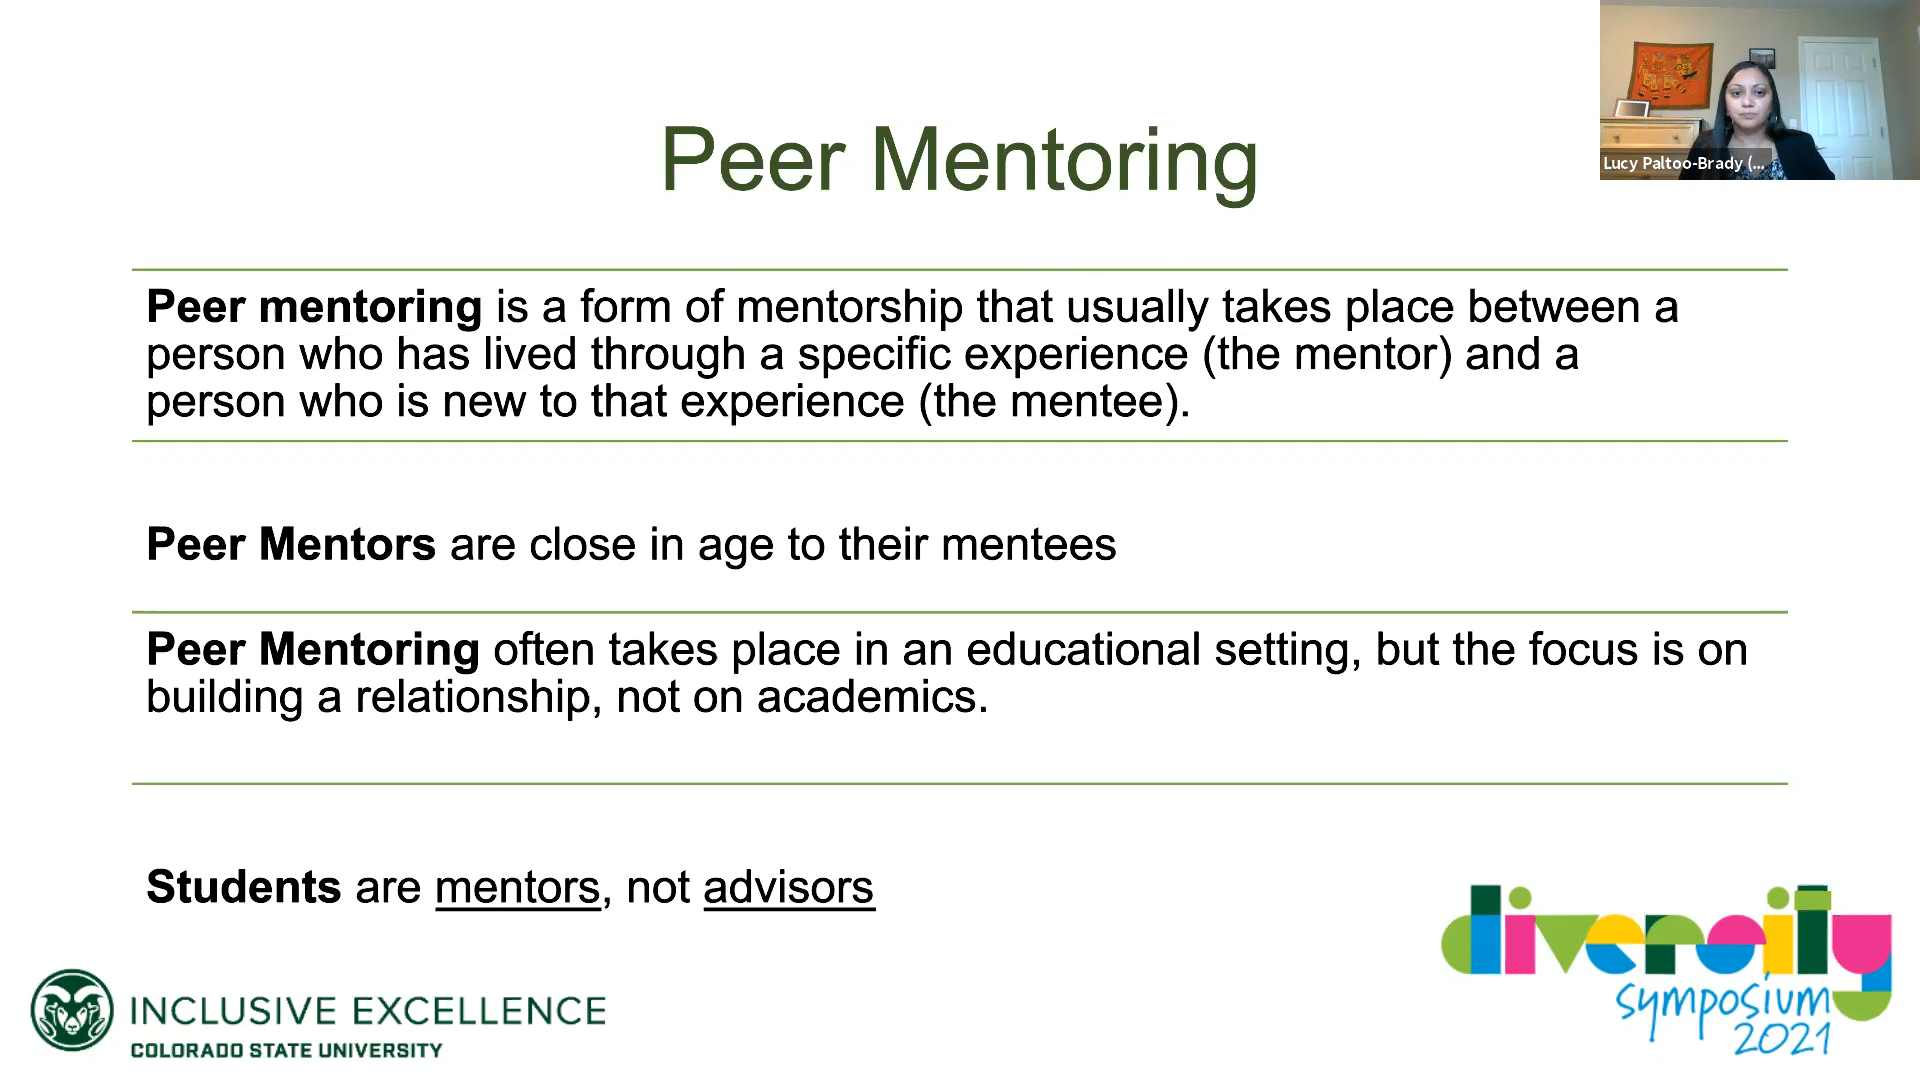 Lucy Paltoo-Brady (...
Peer Mentoring
Peer mentoring is a form of mentorship that usually takes place between a
person who has lived through a specific experience (the mentor) and a
person who is new to that experience (the mentee).
Peer Mentors are close in age to their mentees
Peer Mentoring often takes place in an educational setting, but the focus is on
building a relationship, not on academics.
Students are mentors, not advisors
INCLUSIVE EXCELLENCE
COLORADO STATE UNIVERSITY
diversity
symposium
2021